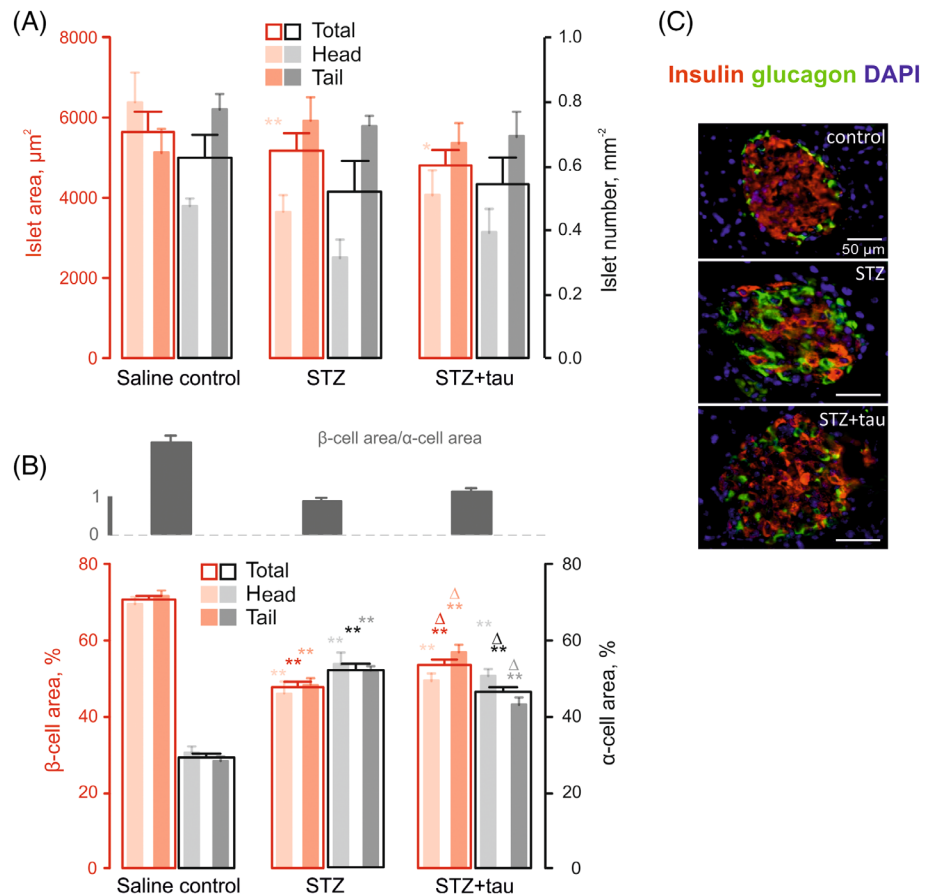 (A)
8000
6000
4000
2000
0
Islet area, µm²
Total
Head
Tail
**
*
1.0
0.8
0.6
0.4
0.2
0.0
Islet number, mm⁻²
Saline control STZ STZ+tau
(C)
Insulin glucagon DAPI
control
50 µm
STZ
STZ+tau
(B)
β-cell area/α-cell area
1
0
80
60
40
20
0
β-cell area, %
Total
Head
Tail
** ** **
** ** **
** Δ ** Δ **
** Δ ** Δ **
80
60
40
20
0
α-cell area, %
Saline control STZ STZ+tau